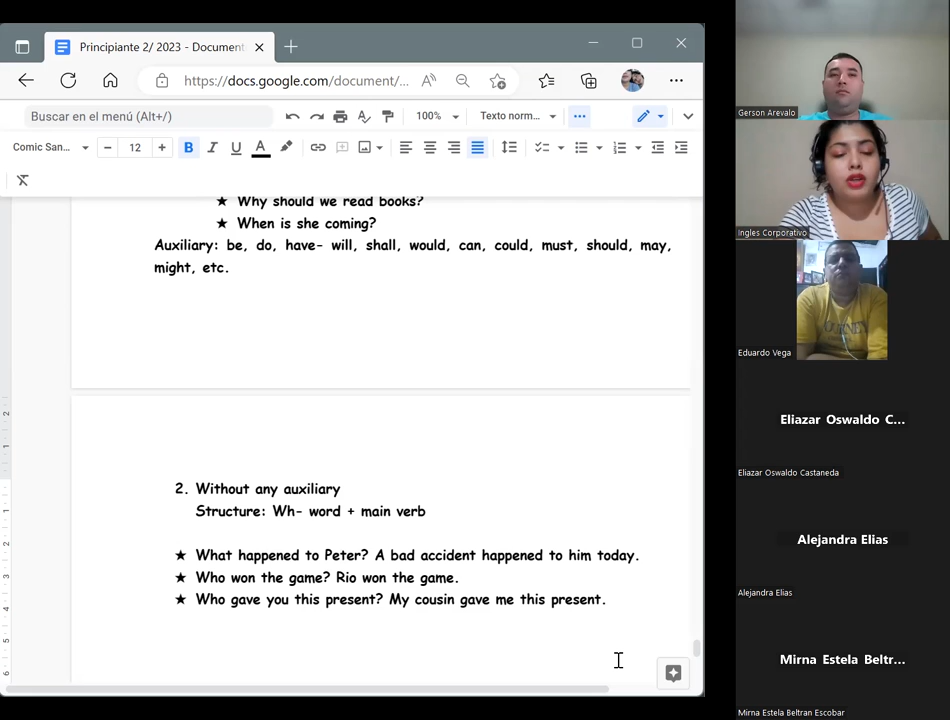 Principiante 2/ 2023 - Document
https://docs.google.com/document/...
Buscar en el menú (Alt+/)
100%
Texto norm...
Comic San...
12
B
I
U
A
★ Why should we read books?
★ When is she coming?
Auxiliary: be, do, have- will, shall, would, can, could, must, should, may,
might, etc.
2. Without any auxiliary
Structure: Wh- word + main verb
★ What happened to Peter? A bad accident happened to him today.
★ Who won the game? Rio won the game.
★ Who gave you this present? My cousin gave me this present.
Gerson Arevalo
Ingles Corporativo
Eduardo Vega
Eliazar Oswaldo C...
Eliazar Oswaldo Castaneda
Alejandra Elias
Alejandra Elias
Mirna Estela Beltr...
Mirna Estela Beltran Escobar